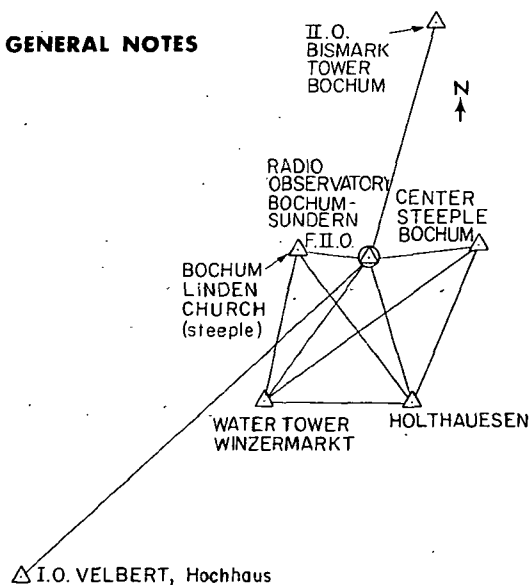 GENERAL NOTES
II.O.
BISMARK
TOWER
BOCHUM
N
RADIO
OBSERVATORY
BOCHUM-
SUNDERN
F.II.O.
CENTER
STEEPLE
BOCHUM
BOCHUM
LINDEN
CHURCH
(steeple)
WATER TOWER
WINZERMARKT
HOLTHAUESEN
I.O. VELBERT, Hochhaus